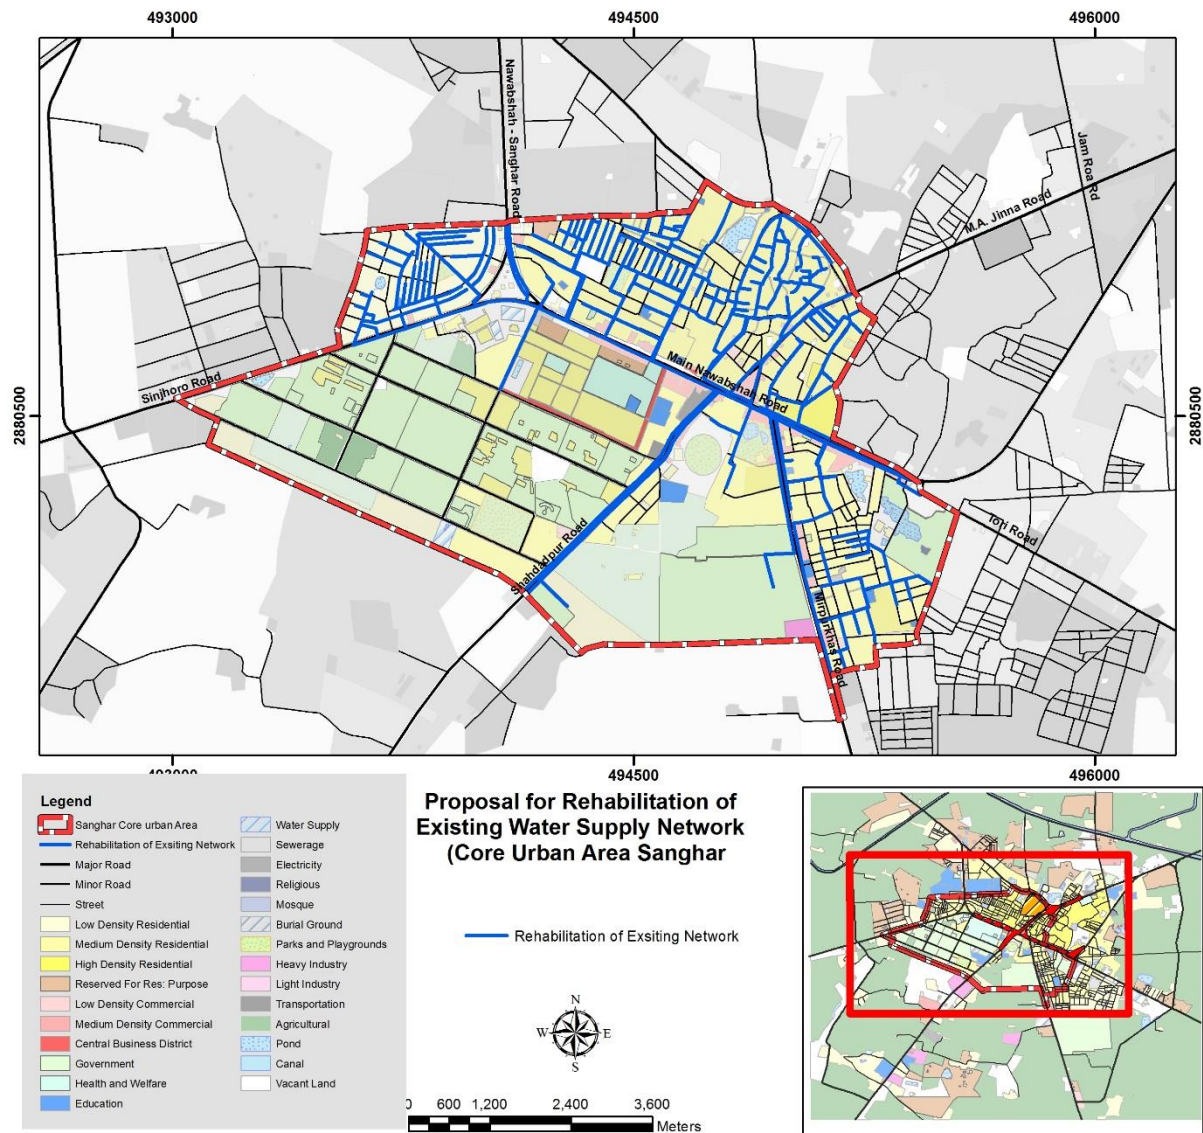 493000 494500 496000
Nawabshah - Sanghar Road
Jam Roa Rd
M.A. Jinna Road
Sinjhoro Road
Main Nawabshah Road
2880500
2880500
Shahdadpur Road
Tori Road
Mirpurkhas Road
493000 494500 496000
Legend
Sanghar Core urban Area
Rehabilitation of Exsiting Network
Major Road
Minor Road
Street
Low Density Residential
Medium Density Residential
High Density Residential
Reserved For Res: Purpose
Low Density Commercial
Medium Density Commercial
Central Business District
Government
Health and Welfare
Education
Water Supply
Sewerage
Electricity
Religious
Mosque
Burial Ground
Parks and Playgrounds
Heavy Industry
Light Industry
Transportation
Agricultural
Pond
Canal
Vacant Land
Proposal for Rehabilitation of
Existing Water Supply Network
(Core Urban Area Sanghar
Rehabilitation of Exsiting Network
N
W E
S
0 600 1,200 2,400 3,600
Meters